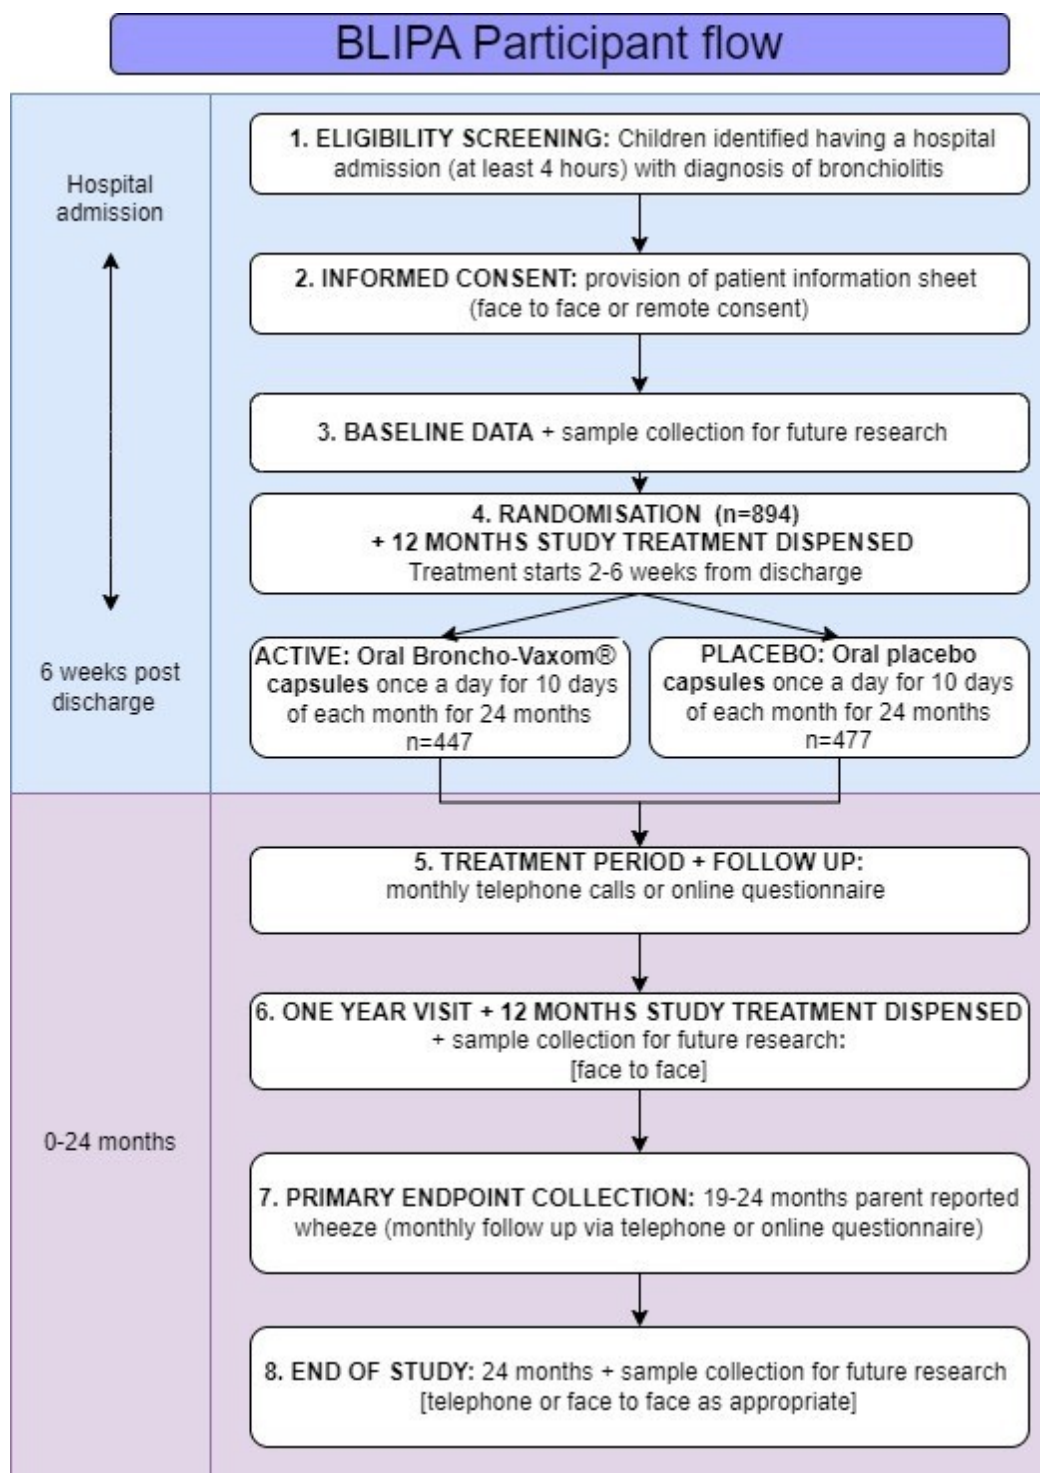 BLIPA Participant flow
Hospital
admission
6 weeks post
discharge
1. ELIGIBILITY SCREENING: Children identified having a hospital
admission (at least 4 hours) with diagnosis of bronchiolitis
2. INFORMED CONSENT: provision of patient information sheet
(face to face or remote consent)
3. BASELINE DATA + sample collection for future research
4. RANDOMISATION (n=894)
+ 12 MONTHS STUDY TREATMENT DISPENSED
Treatment starts 2-6 weeks from discharge
ACTIVE: Oral Broncho-Vaxom®
capsules once a day for 10 days
of each month for 24 months
n=447
PLACEBO: Oral placebo
capsules once a day for 10 days
of each month for 24 months
n=477
0-24 months
5. TREATMENT PERIOD + FOLLOW UP:
monthly telephone calls or online questionnaire
6. ONE YEAR VISIT + 12 MONTHS STUDY TREATMENT DISPENSED
+ sample collection for future research:
[face to face]
7. PRIMARY ENDPOINT COLLECTION: 19-24 months parent reported
wheeze (monthly follow up via telephone or online questionnaire)
8. END OF STUDY: 24 months + sample collection for future research
[telephone or face to face as appropriate]